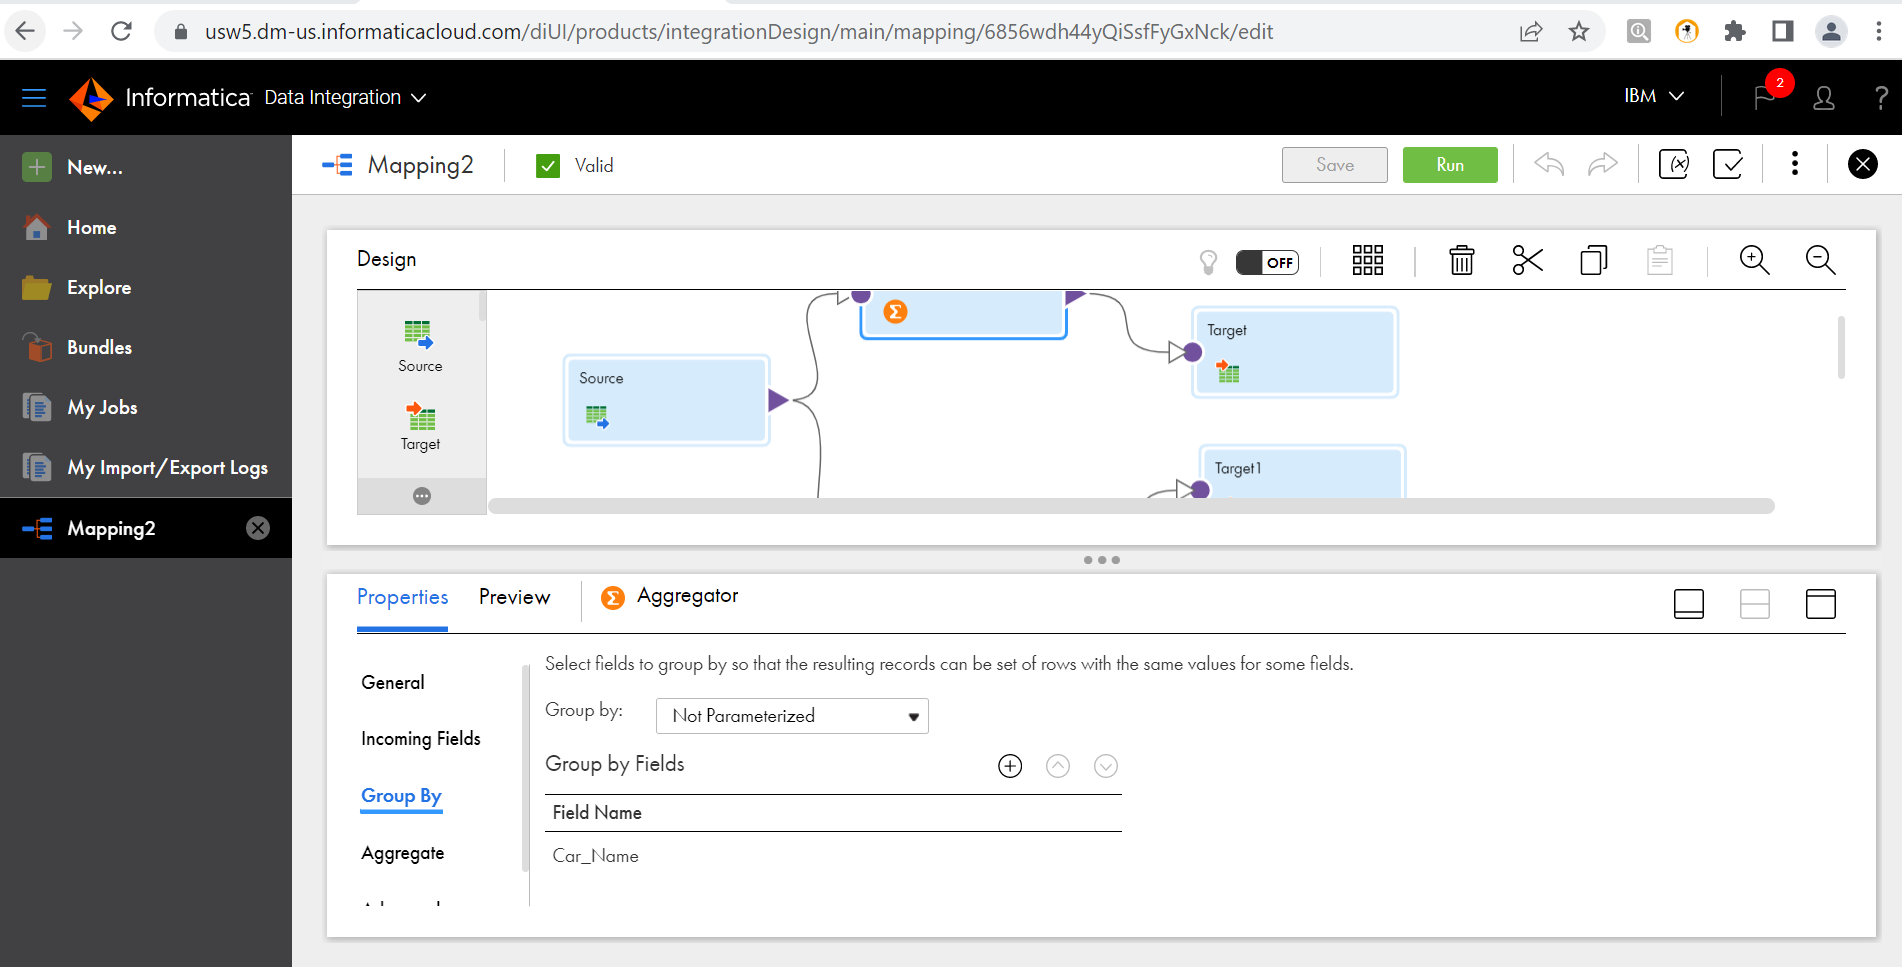 usw5.dm-us.informaticacloud.com/diUI/products/integrationDesign/main/mapping/6856wdh44yQiSsfFyGxNck/edit
Informatica Data Integration
IBM
2
?
New...
Home
Explore
Bundles
My Jobs
My Import/Export Logs
Mapping2
Mapping2
Valid
Save
Run
(x)
Design
OFF
Source
Target
Σ
Source
Target
Target1
Properties
Preview
Σ Aggregator
General
Incoming Fields
Group By
Aggregate
Select fields to group by so that the resulting records can be set of rows with the same values for some fields.
Group by:
Not Parameterized
Group by Fields
Field Name
Car_Name